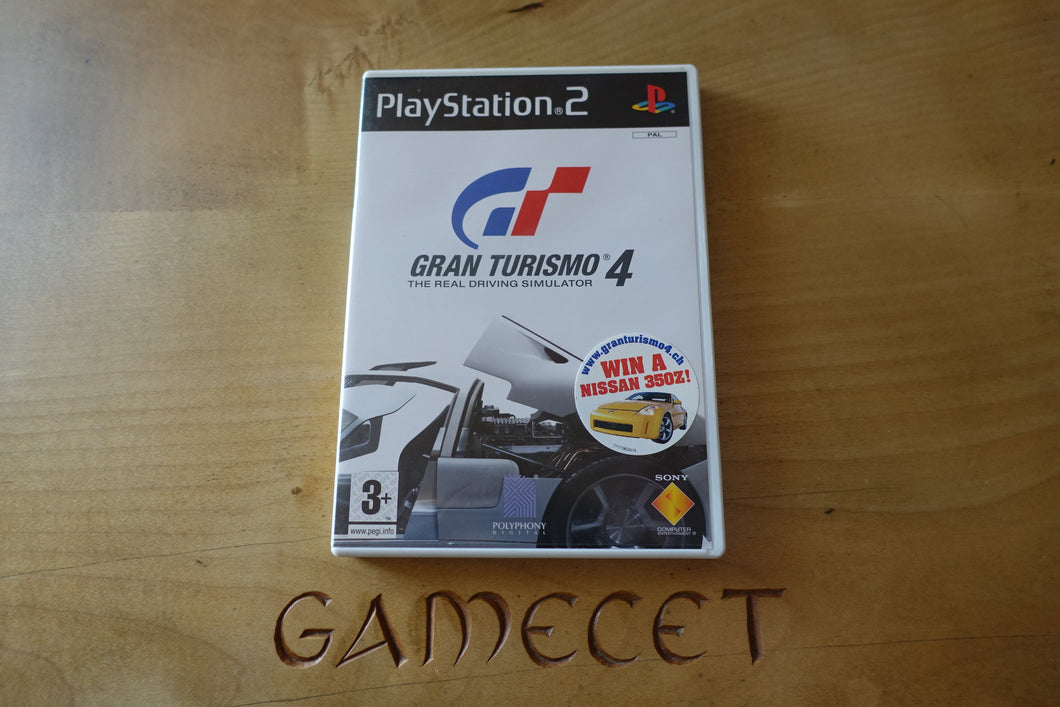 PlayStation®2
PAL
GRAN TURISMO®4
THE REAL DRIVING SIMULATOR
www.granturismo4.ch
WIN A
NISSAN 350Z!
3+
™
www.pegi.info
POLYPHONY
DIGITAL
SONY
COMPUTER
ENTERTAINMENT®
GAMECET